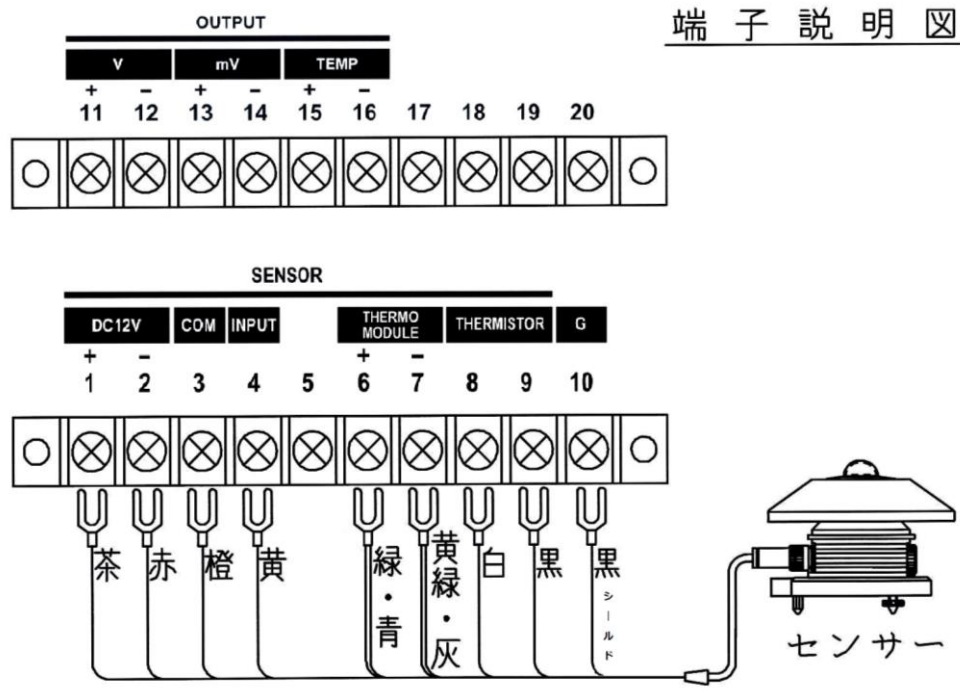 端子説明図
OUTPUT
V mV TEMP
+ − + − + −
11 12 13 14 15 16 17 18 19 20
SENSOR
DC12V COM INPUT THERMO MODULE THERMISTOR G
+ − + −
1 2 3 4 5 6 7 8 9 10
茶 赤 橙 黄 緑・青 黄緑・灰 白 黒 黒シールド
センサー